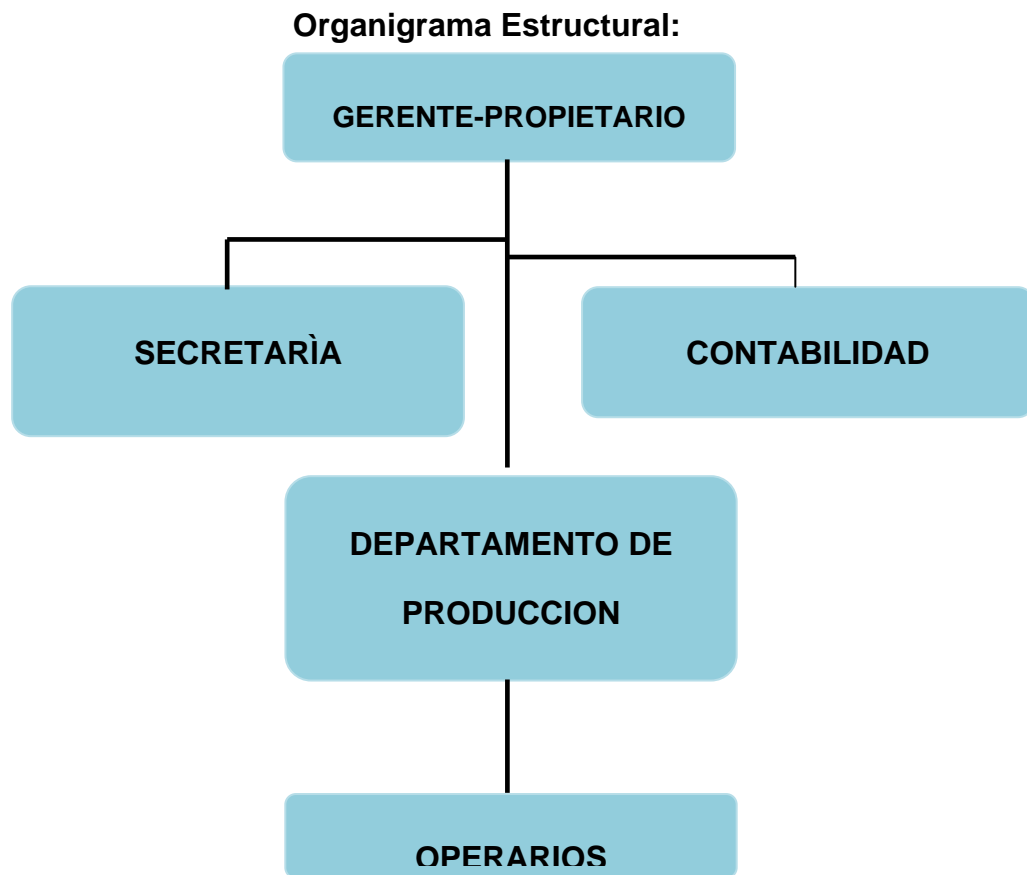 Organigrama Estructural:
GERENTE-PROPIETARIO
SECRETARÌA
CONTABILIDAD
DEPARTAMENTO DE
PRODUCCION
OPERARIOS